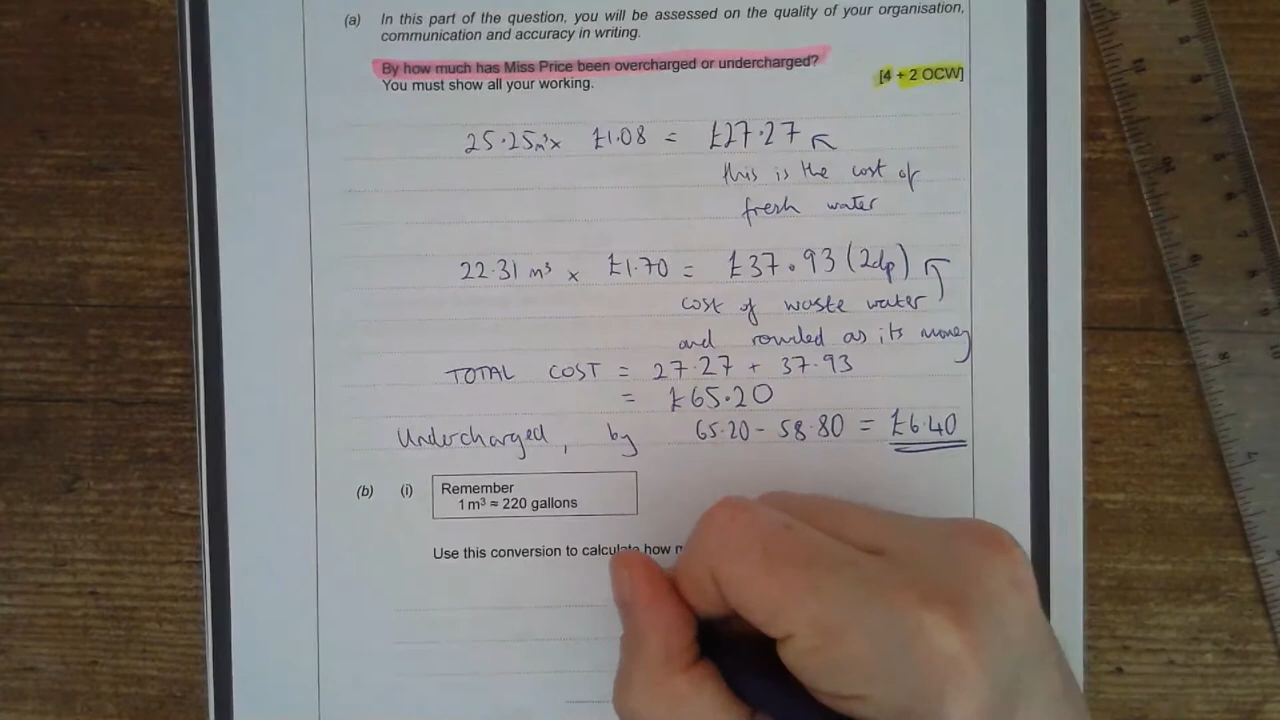 (a) In this part of the question, you will be assessed on the quality of your organisation,
communication and accuracy in writing.
By how much has Miss Price been overcharged or undercharged?
You must show all your working.
[4 + 2 OCW]
25.25m³ × £1.08 = £27.27
this is the cost of
fresh water
22.31 m³ × £1.70 = £37.93 (2dp)
cost of waste water
and rounded as its money
TOTAL COST = 27.27 + 37.93
= £65.20
Undercharged, by 65.20 - 58.80 = £6.40
(b) (i) Remember
1 m³ ≈ 220 gallons
Use this conversion to calculate how